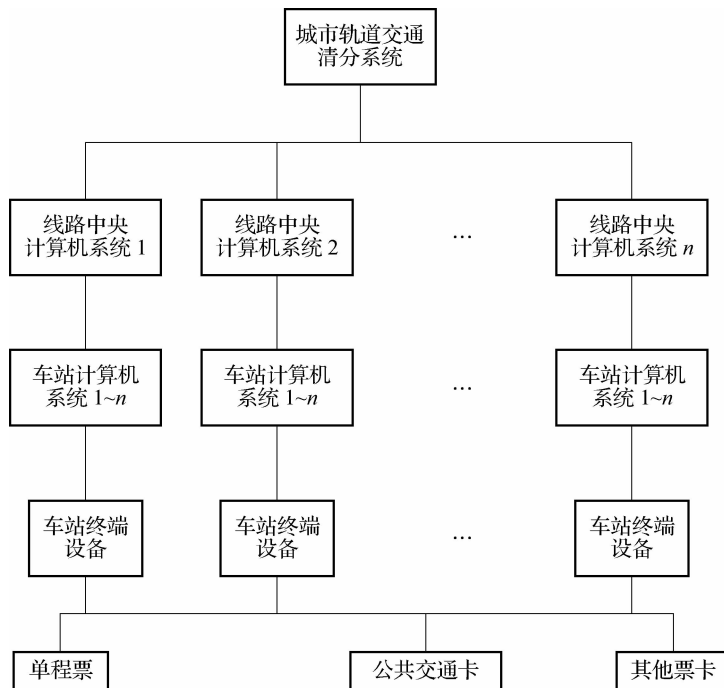 城市轨道交通
清分系统
线路中央
计算机系统 1
线路中央
计算机系统 2
...
线路中央
计算机系统 n
车站计算机
系统 1~n
车站计算机
系统 1~n
...
车站计算机
系统 1~n
车站终端
设备
车站终端
设备
...
车站终端
设备
单程票
公共交通卡
其他票卡